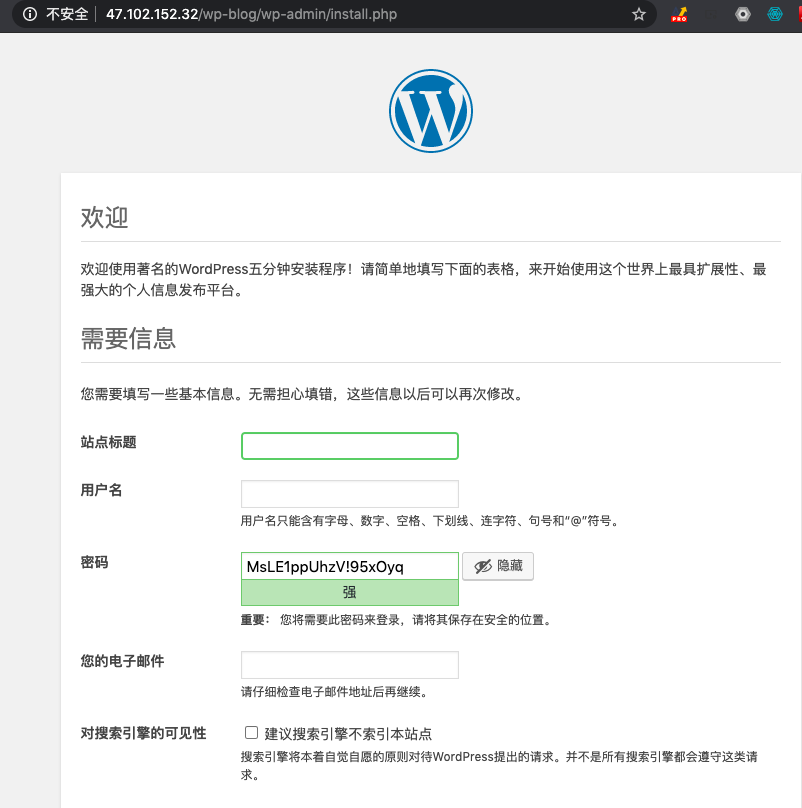 不安全 47.102.152.32/wp-blog/wp-admin/install.php
PRO
欢迎
欢迎使用著名的WordPress五分钟安装程序！请简单地填写下面的表格，来开始使用这个世界上最具扩展性、最
强大的个人信息发布平台。
需要信息
您需要填写一些基本信息。无需担心填错，这些信息以后可以再次修改。
站点标题
用户名
用户名只能含有字母、数字、空格、下划线、连字符、句号和“@”符号。
密码 MsLE1ppUhzV!95xOyq 隐藏
强
重要： 您将需要此密码来登录，请将其保存在安全的位置。
您的电子邮件
请仔细检查电子邮件地址后再继续。
对搜索引擎的可见性 建议搜索引擎不索引本站点
搜索引擎将本着自觉自愿的原则对待WordPress提出的请求。并不是所有搜索引擎都会遵守这类请
求。